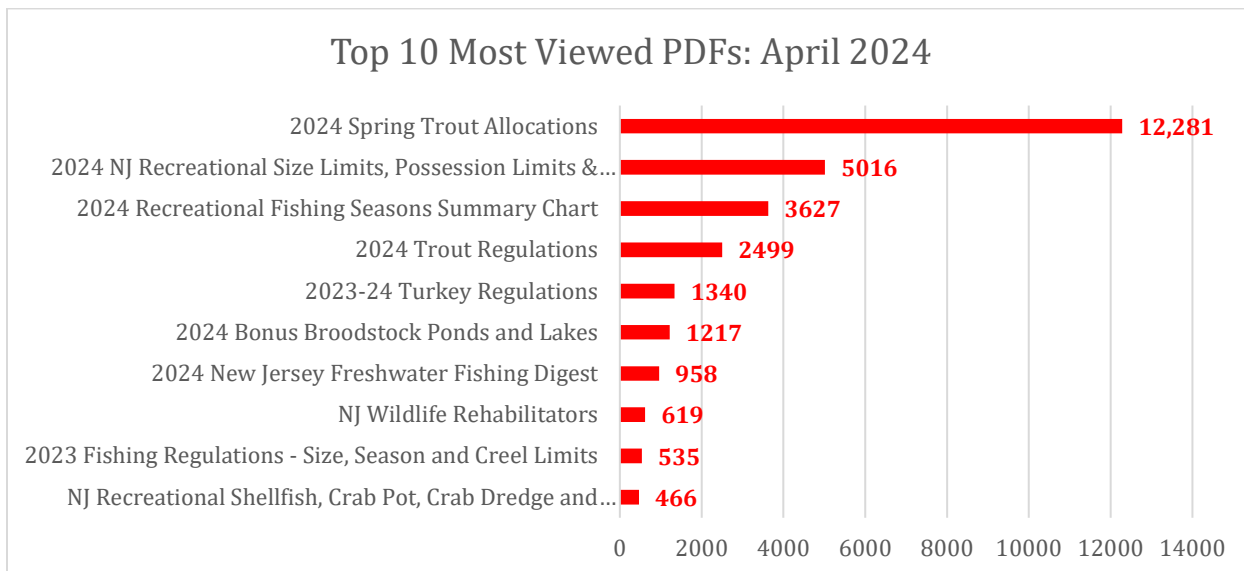 Top 10 Most Viewed PDFs: April 2024
2024 Spring Trout Allocations 12,281
2024 NJ Recreational Size Limits, Possession Limits &... 5016
2024 Recreational Fishing Seasons Summary Chart 3627
2024 Trout Regulations 2499
2023-24 Turkey Regulations 1340
2024 Bonus Broodstock Ponds and Lakes 1217
2024 New Jersey Freshwater Fishing Digest 958
NJ Wildlife Rehabilitators 619
2023 Fishing Regulations - Size, Season and Creel Limits 535
NJ Recreational Shellfish, Crab Pot, Crab Dredge and... 466
0 2000 4000 6000 8000 10000 12000 14000